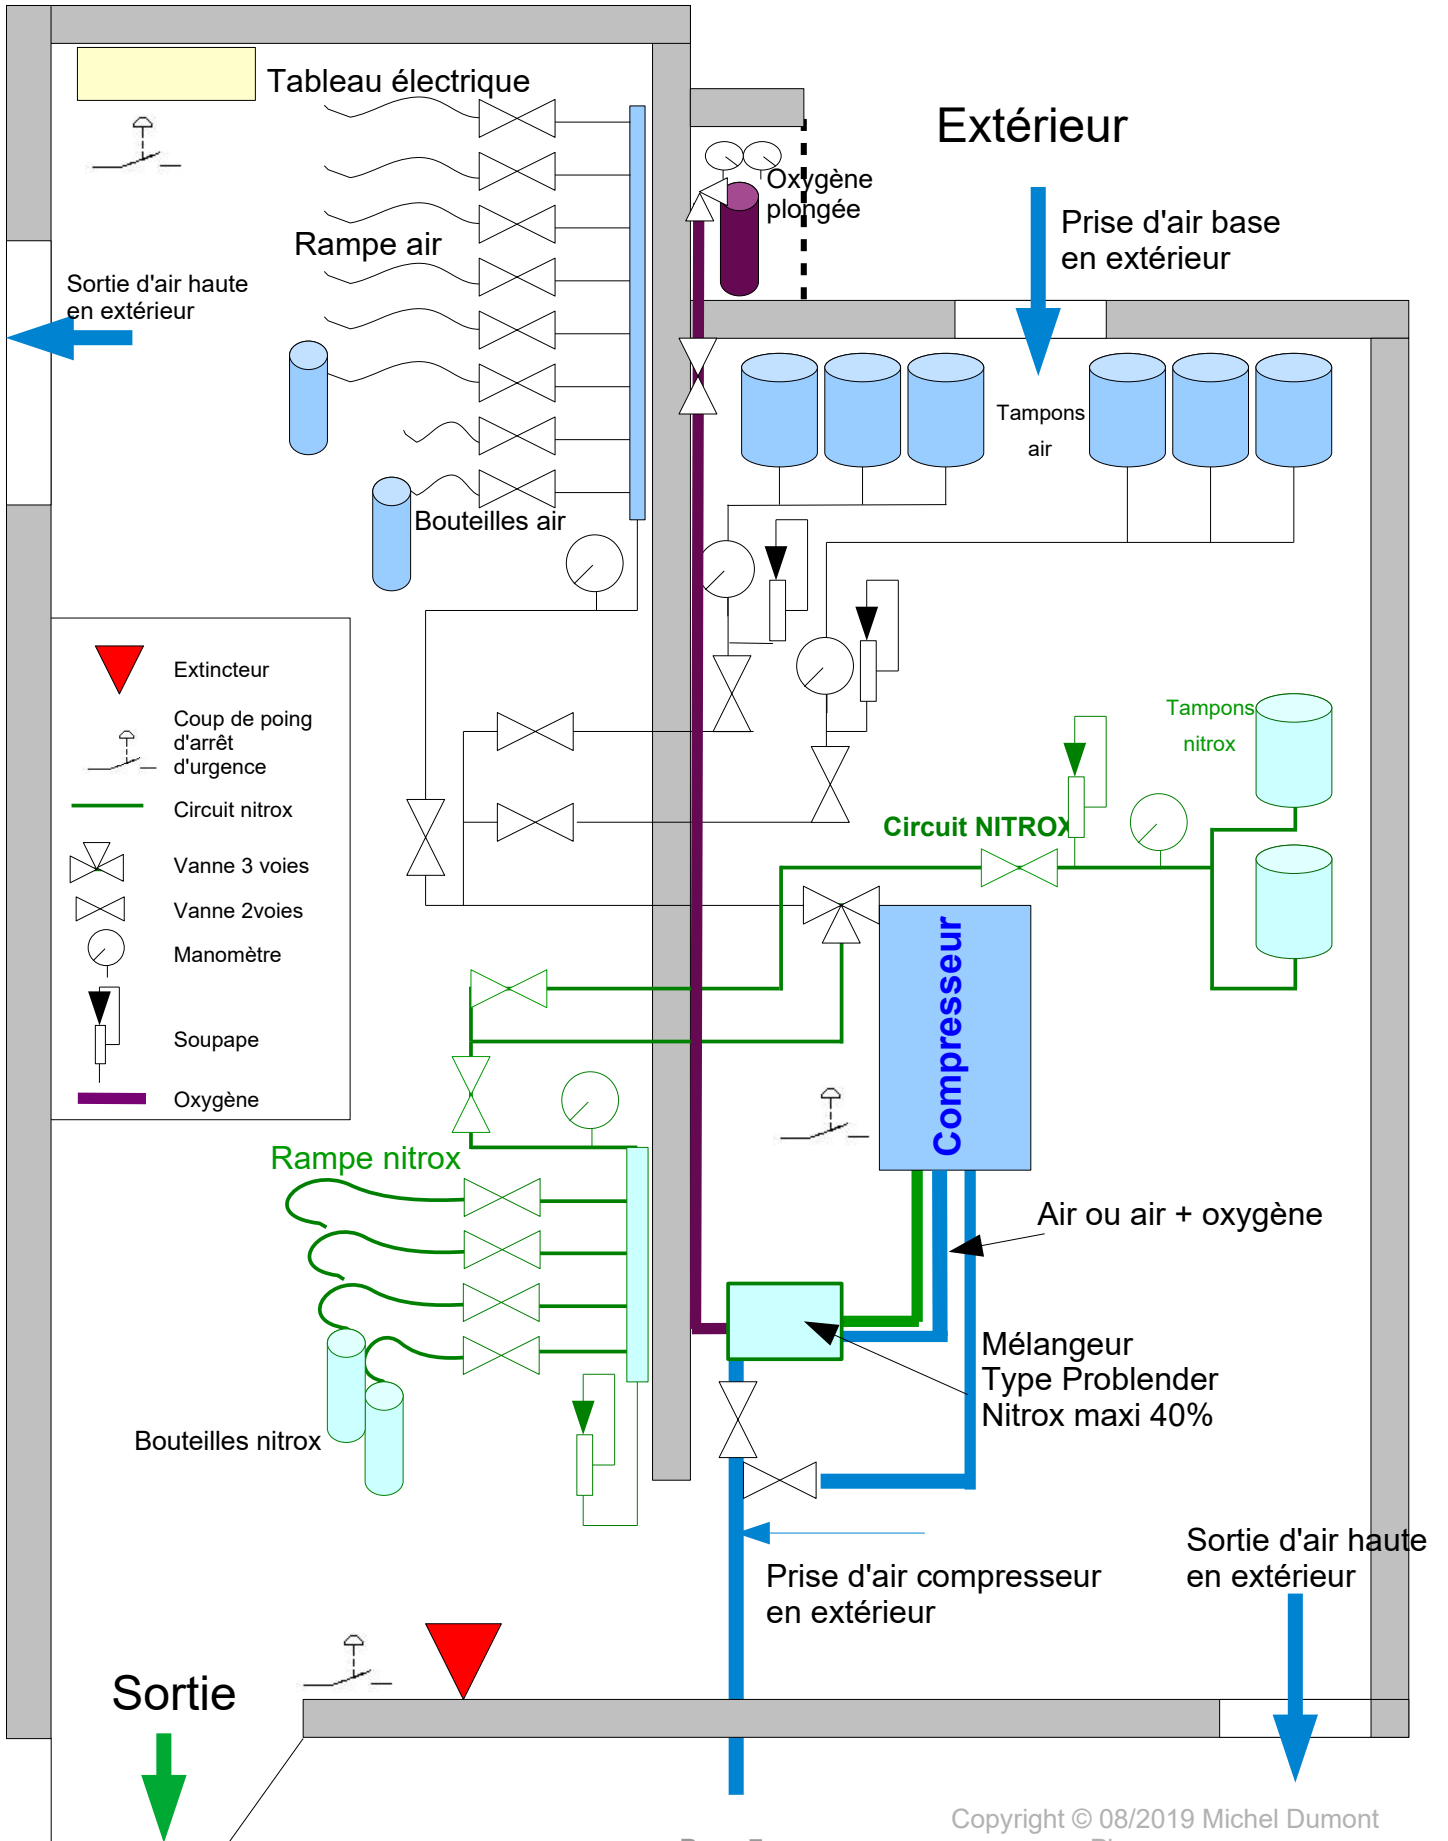 Tableau électrique
Extérieur
Oxygène
plongée
Prise d'air base
en extérieur
Rampe air
Sortie d'air haute
en extérieur
Tampons
air
Bouteilles air
Extincteur
Coup de poing
d'arrêt
d'urgence
Circuit nitrox
Vanne 3 voies
Vanne 2voies
Manomètre
Soupape
Oxygène
Tampons
nitrox
Circuit NITROX
Compresseur
Rampe nitrox
Air ou air + oxygène
Mélangeur
Type Problender
Nitrox maxi 40%
Bouteilles nitrox
Prise d'air compresseur
en extérieur
Sortie d'air haute
en extérieur
Sortie
Copyright © 08/2019 Michel Dumont